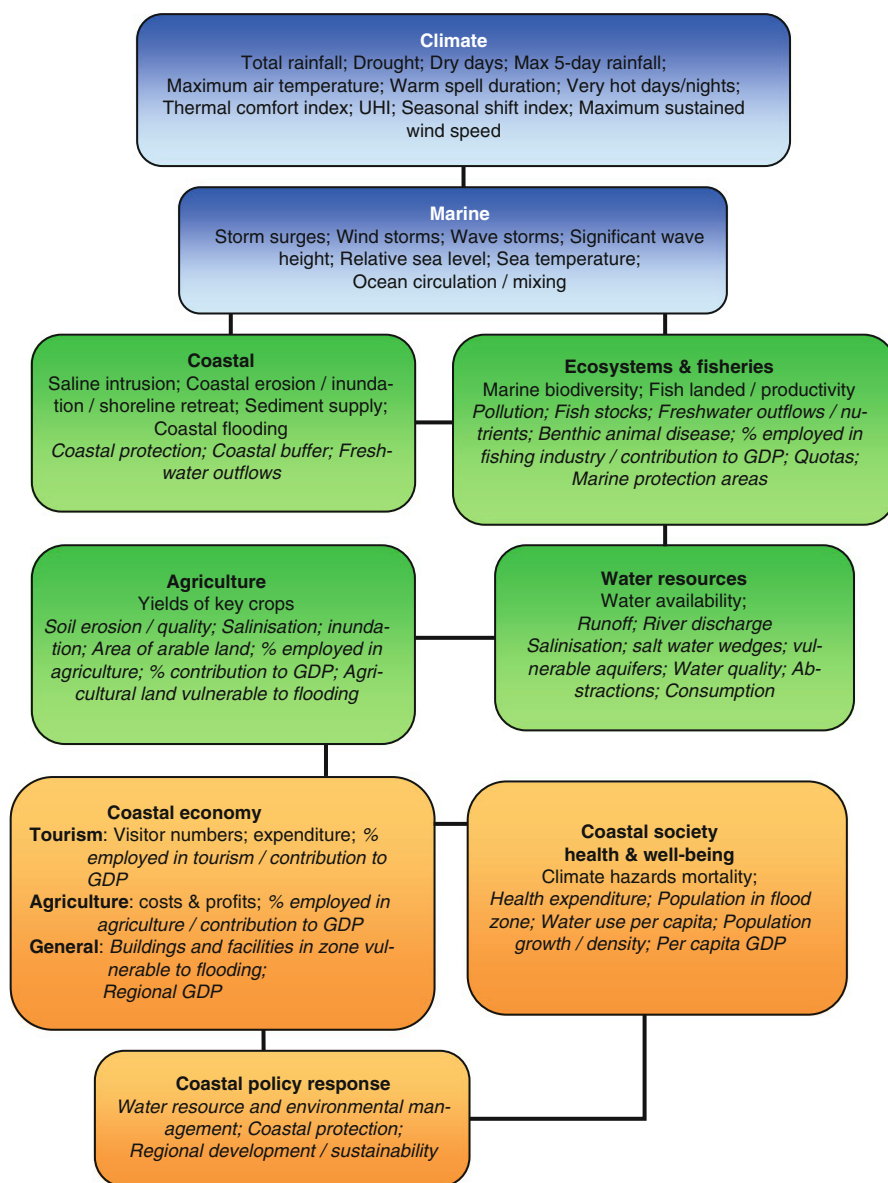 Climate
Total rainfall; Drought; Dry days; Max 5-day rainfall;
Maximum air temperature; Warm spell duration; Very hot days/nights;
Thermal comfort index; UHI; Seasonal shift index; Maximum sustained
wind speed
Marine
Storm surges; Wind storms; Wave storms; Significant wave
height; Relative sea level; Sea temperature;
Ocean circulation / mixing
Coastal
Saline intrusion; Coastal erosion / inun-
dation / shoreline retreat; Sediment supply;
Coastal flooding
Coastal protection; Coastal buffer; Fresh-
water outflows
Ecosystems & fisheries
Marine biodiversity; Fish landed / productivity
Pollution; Fish stocks; Freshwater outflows / nu-
trients; Benthic animal disease; % employed in
fishing industry / contribution to GDP; Quotas;
Marine protection areas
Agriculture
Yields of key crops
Soil erosion / quality; Salinisation; inunda-
tion; Area of arable land; % employed in
agriculture; % contribution to GDP; Agri-
cultural land vulnerable to flooding
Water resources
Water availability;
Runoff; River discharge
Salinisation; salt water wedges; vul-
nerable aquifers; Water quality; Ab-
stractions; Consumption
Coastal economy
Tourism: Visitor numbers; expenditure; %
employed in tourism / contribution to
GDP
Agriculture: costs & profits; % employed in
agriculture / contribution to GDP
General: Buildings and facilities in zone vul-
nerable to flooding;
Regional GDP
Coastal society
health & well-being
Climate hazards mortality;
Health expenditure; Population in flood
zone; Water use per capita; Population
growth / density; Per capita GDP
Coastal policy response
Water resource and environmental man-
agement; Coastal protection;
Regional development / sustainability